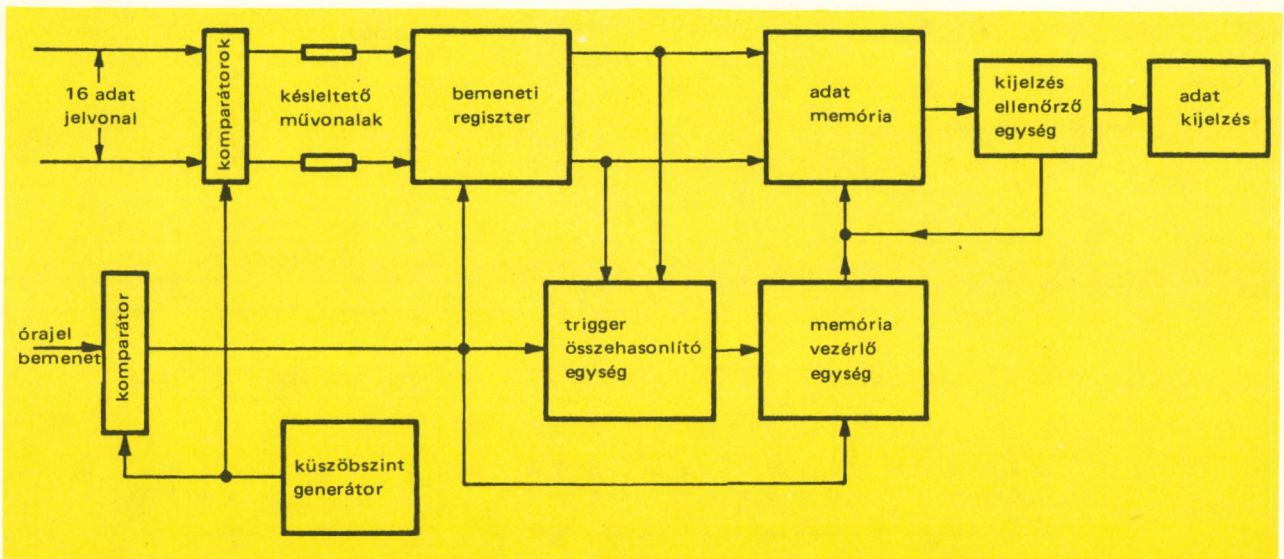 16 adat
jelvonal
komparátorok
késleltető
művonalak
bemeneti
regiszter
adat
memória
kijelzés
ellenőrző
egység
adat
kijelzés
órajel
bemenet
komparátor
trigger
összehasonlító
egység
memória
vezérlő
egység
küszöbszint
generátor